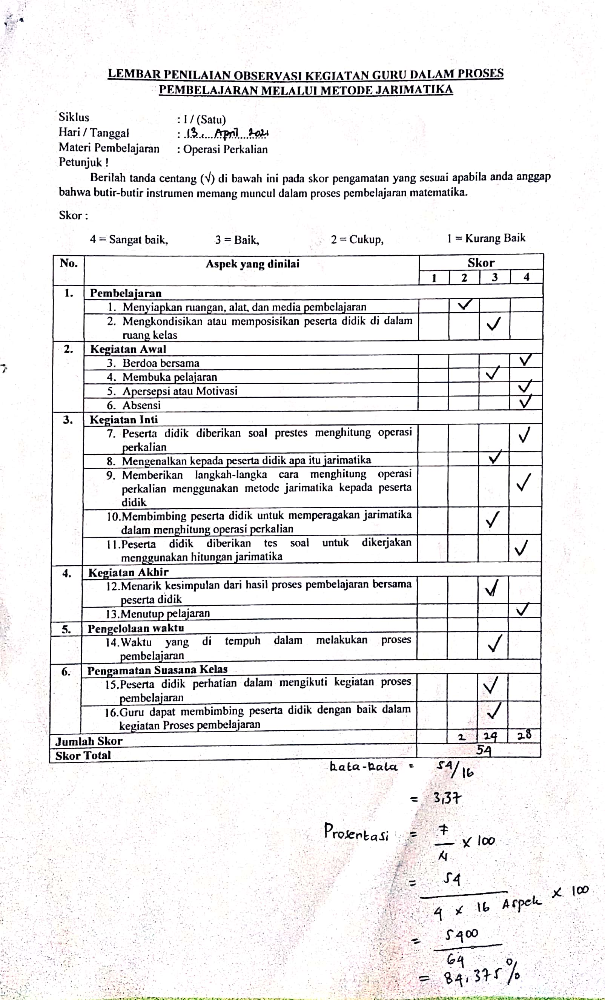 LEMBAR PENILAIAN OBSERVASI KEGIATAN GURU DALAM PROSES
PEMBELAJARAN MELALUI METODE JARIMATIKA
Siklus : I / (Satu)
Hari / Tanggal : 13, April 2021
Materi Pembelajaran : Operasi Perkalian
Petunjuk !
Berilah tanda centang (√) di bawah ini pada skor pengamatan yang sesuai apabila anda anggap
bahwa butir-butir instrumen memang muncul dalam proses pembelajaran matematika.
Skor :
4 = Sangat baik, 3 = Baik, 2 = Cukup, 1 = Kurang Baik
No. Aspek yang dinilai Skor
1 2 3 4
1. Pembelajaran
1. Menyiapkan ruangan, alat, dan media pembelajaran ✓
2. Mengkondisikan atau memposisikan peserta didik di dalam ✓
ruang kelas
2. Kegiatan Awal
3. Berdoa bersama ✓
4. Membuka pelajaran ✓
5. Apersepsi atau Motivasi ✓
6. Absensi ✓
3. Kegiatan Inti
7. Peserta didik diberikan soal prestes menghitung operasi ✓
perkalian
8. Mengenalkan kepada peserta didik apa itu jarimatika ✓
9. Memberikan langkah-langka cara menghitung operasi
perkalian menggunakan metode jarimatika kepada peserta ✓
didik
10.Membimbing peserta didik untuk memperagakan jarimatika ✓
dalam menghitung operasi perkalian
11.Peserta didik diberikan tes soal untuk dikerjakan ✓
menggunakan hitungan jarimatika
4. Kegiatan Akhir
12.Menarik kesimpulan dari hasil proses pembelajaran bersama ✓
peserta didik
13.Menutup pelajaran ✓
5. Pengelolaan waktu
14.Waktu yang di tempuh dalam melakukan proses ✓
pembelajaran
6. Pengamatan Suasana Kelas
15.Peserta didik perhatian dalam mengikuti kegiatan proses ✓
pembelajaran
16.Guru dapat membimbing peserta didik dengan baik dalam ✓
kegiatan Proses pembelajaran
Jumlah Skor 2 24 28
Skor Total 54
Rata-Rata = 54/16
= 3,37
Prosentasi = F
N × 100
= 54
4 × 16 Aspek × 100
= 5400
64
= 84,375 %